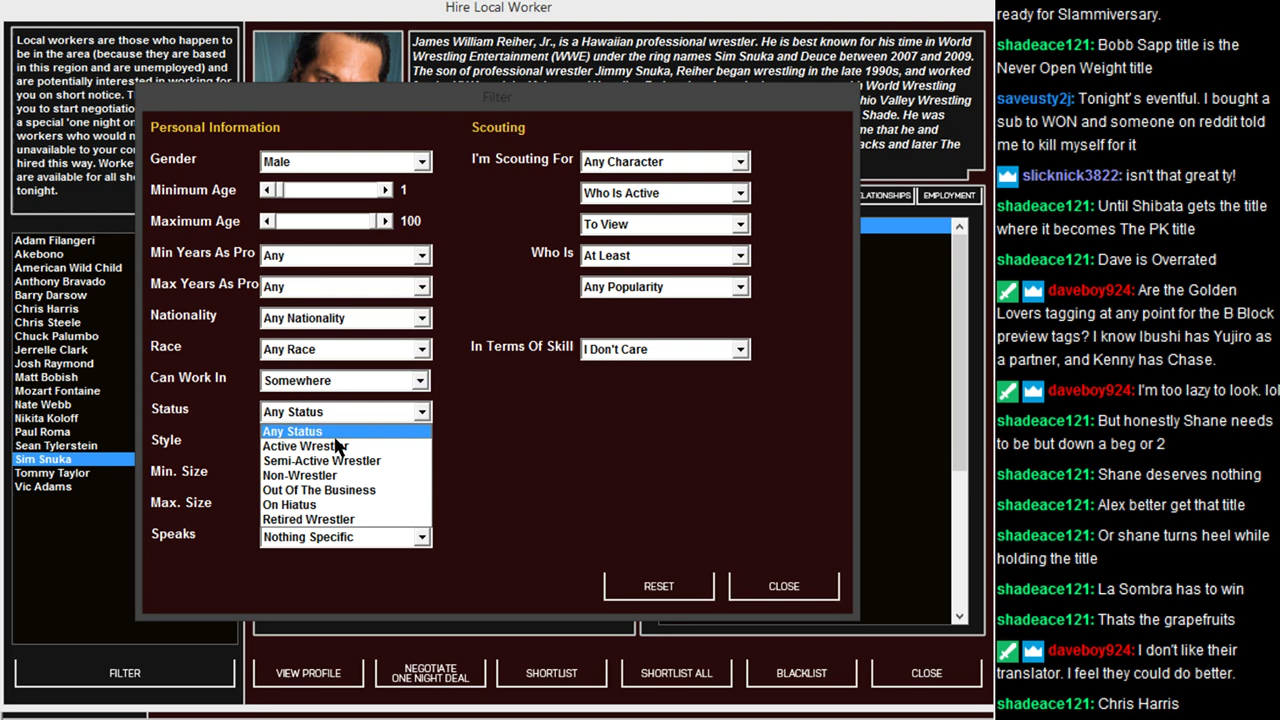 Hire Local Worker
Local workers are those who happen to
be in the area (because they are based
in this region and are unemployed) and
are potentially interested in working for
you on short notice. T
you to start negotiatio
a special 'one night on
workers who would n
unavailable to your co
hired this way. Worke
are available for all sh
tonight.
James William Reiher, Jr., is a Hawaiian professional wrestler. He is best known for his time in World
Wrestling Entertainment (WWE) under the ring names Sim Snuka and Deuce between 2007 and 2009.
The son of professional wrestler Jimmy Snuka, Reiher began wrestling in the late 1990s, and worked
World Wrestling
hio Valley Wrestling
Shade. He was
me that he and
acks and later The
LATIONSHIPS
EMPLOYMENT
Adam Filangeri
Akebono
American Wild Child
Anthony Bravado
Barry Darsow
Chris Harris
Chris Steele
Chuck Palumbo
Jerrelle Clark
Josh Raymond
Matt Bobish
Mozart Fontaine
Nate Webb
Nikita Koloff
Paul Roma
Sean Tylerstein
Sim Snuka
Tommy Taylor
Vic Adams
Filter
Personal Information
Gender Male
Minimum Age 1
Maximum Age 100
Min Years As Pro Any
Max Years As Pro Any
Nationality Any Nationality
Race Any Race
Can Work In Somewhere
Status Any Status
Any Status
Active Wrestler
Semi-Active Wrestler
Non-Wrestler
Out Of The Business
On Hiatus
Retired Wrestler
Style
Min. Size
Max. Size
Speaks Nothing Specific
Scouting
I'm Scouting For Any Character
Who Is Active
To View
Who Is At Least
Any Popularity
In Terms Of Skill I Don't Care
RESET
CLOSE
FILTER
VIEW PROFILE
NEGOTIATE
ONE NIGHT DEAL
SHORTLIST
SHORTLIST ALL
BLACKLIST
CLOSE
ready for Slammiversary.
shadeace121: Bobb Sapp title is the
Never Open Weight title
saveusty2j: Tonight's eventful. I bought a
sub to WON and someone on reddit told
me to kill myself for it
slicknick3822: isn't that great ty!
shadeace121: Until Shibata gets the title
where it becomes The PK title
shadeace121: Dave is Overrated
daveboy924: Are the Golden
Lovers tagging at any point for the B Block
preview tags? I know Ibushi has Yujiro as
a partner, and Kenny has Chase.
daveboy924: I'm too lazy to look. lol
shadeace121: But honestly Shane needs
to be but down a beg or 2
shadeace121: Shane deserves nothing
shadeace121: Alex better get that title
shadeace121: Or shane turns heel while
holding the title
shadeace121: La Sombra has to win
shadeace121: Thats the grapefruits
daveboy924: I don't like their
translator. I feel they could do better.
shadeace121: Chris Harris